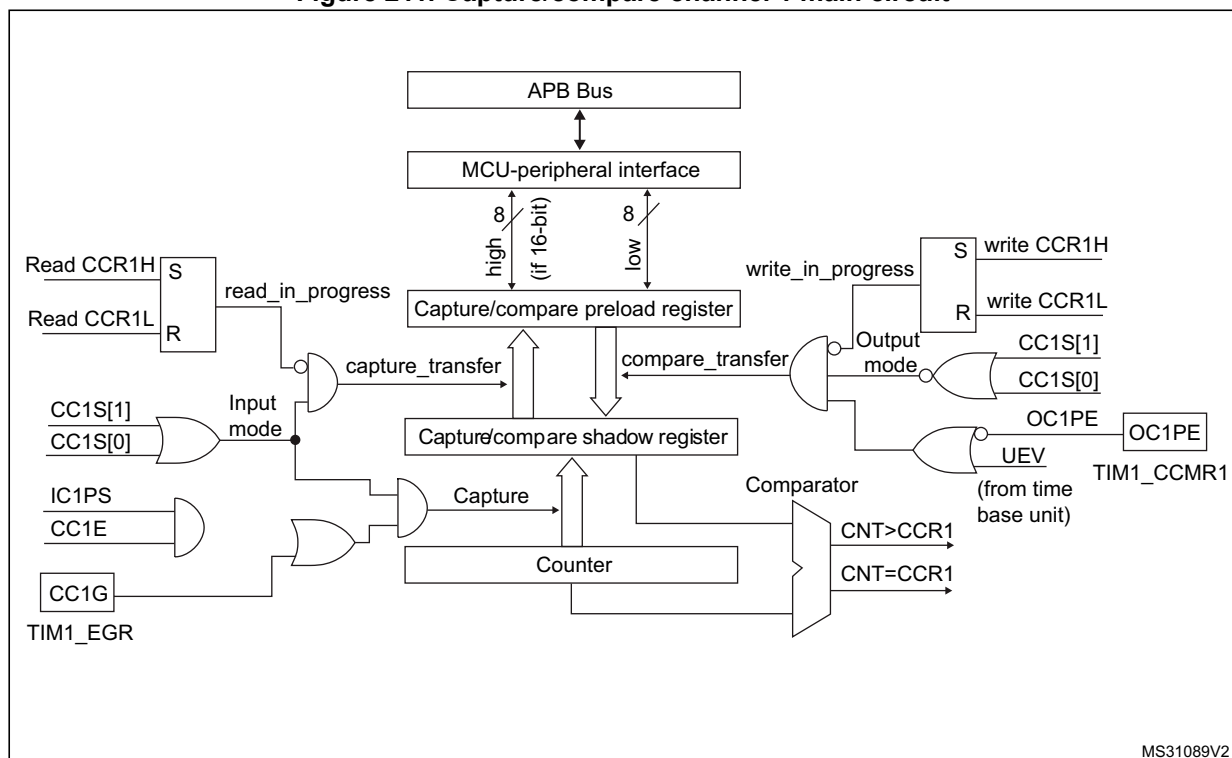 APB Bus
MCU-peripheral interface
8
high
(if 16-bit)
8
low
Read CCR1H
Read CCR1L
S
R
read_in_progress
write_in_progress
S
R
write CCR1H
write CCR1L
Capture/compare preload register
capture_transfer
compare_transfer
Output
mode
CC1S[1]
CC1S[0]
CC1S[1]
CC1S[0]
Input
mode
Capture/compare shadow register
OC1PE
OC1PE
UEV
TIM1_CCMR1
(from time
base unit)
IC1PS
CC1E
Capture
Comparator
CNT>CCR1
CNT=CCR1
Counter
CC1G
TIM1_EGR
MS31089V2